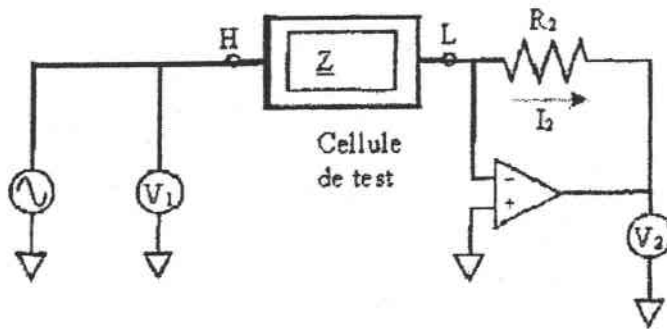 H
Z
L
R₂
I₂
Cellule
de test
V₁
-
+
V₂